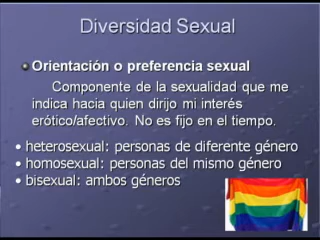 Diversidad Sexual
• Orientación o preferencia sexual
Componente de la sexualidad que me
indica hacia quien dirijo mi interés
erótico/afectivo. No es fijo en el tiempo.
• heterosexual: personas de diferente género
• homosexual: personas del mismo género
• bisexual: ambos géneros